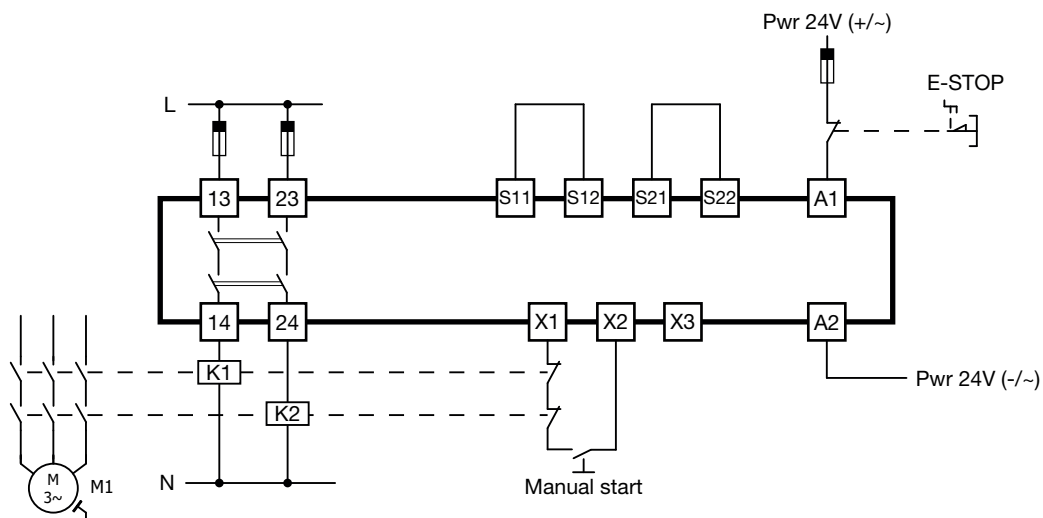 Pwr 24V (+/~)
E-STOP
L
13
23
S11
S12
S21
S22
A1
14
24
X1
X2
X3
A2
K1
Pwr 24V (-/~)
K2
M
3~
M1
N
Manual start